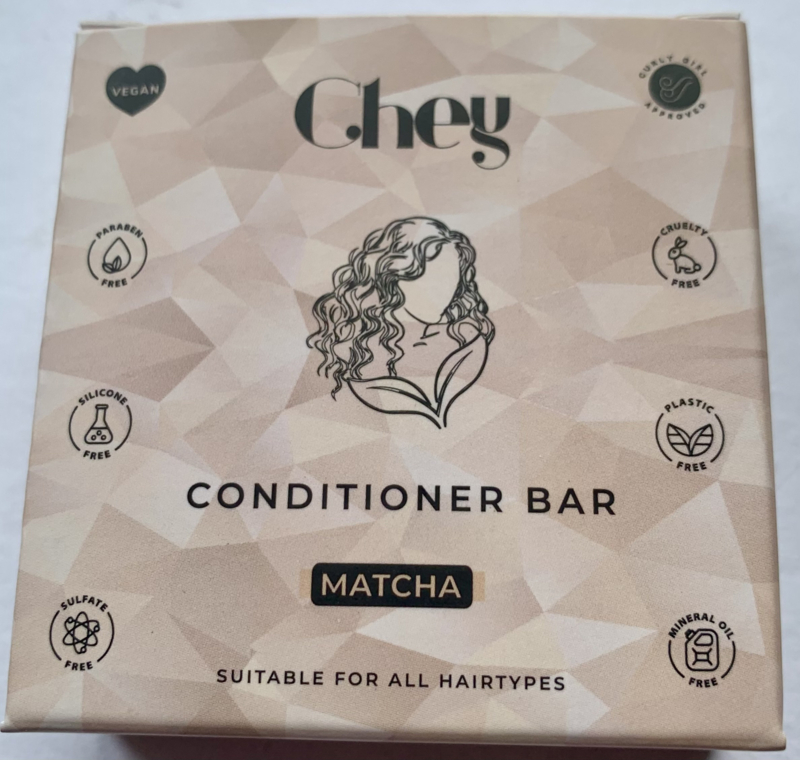 VEGAN
Chey
CURLY GIRL
APPROVED
PARABEN
FREE
CRUELTY
FREE
SILICONE
FREE
PLASTIC
FREE
CONDITIONER BAR
MATCHA
SULFATE
FREE
MINERAL OIL
FREE
SUITABLE FOR ALL HAIRTYPES